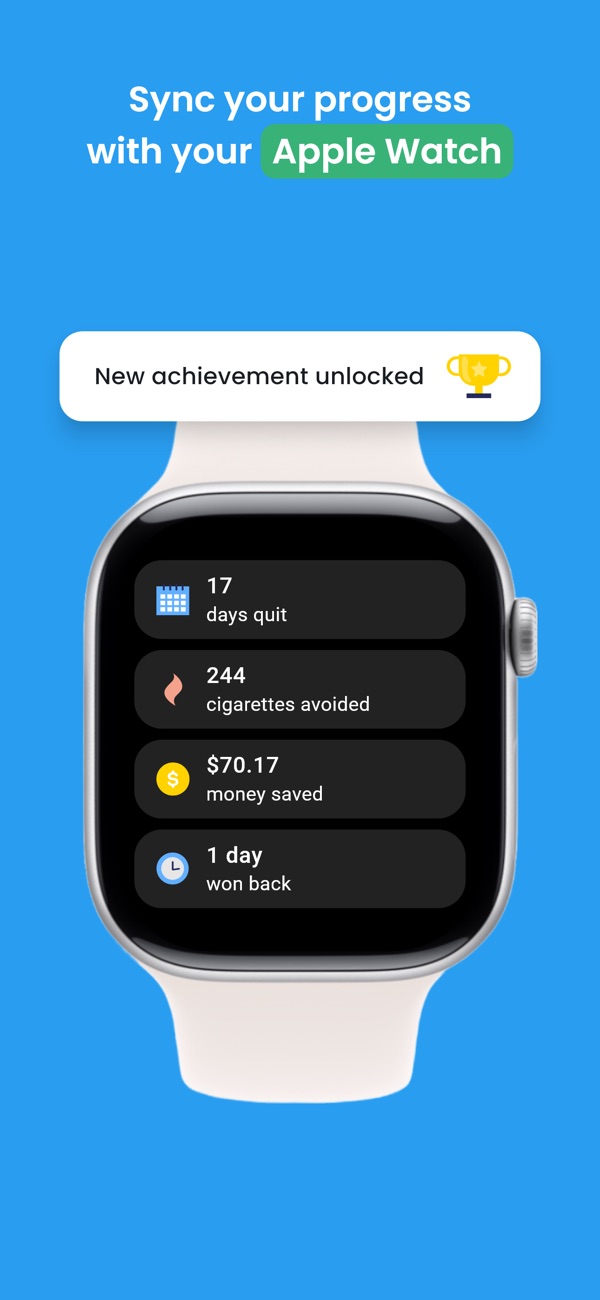 Sync your progress
with your Apple Watch
New achievement unlocked
17
days quit
244
cigarettes avoided
$70.17
money saved
1 day
won back